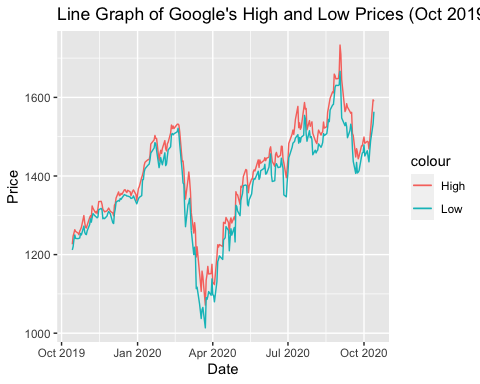 Line Graph of Google's High and Low Prices (Oct 2019
1600
1400
1200
1000
Price
Oct 2019 Jan 2020 Apr 2020 Jul 2020 Oct 2020
Date
colour
High
Low